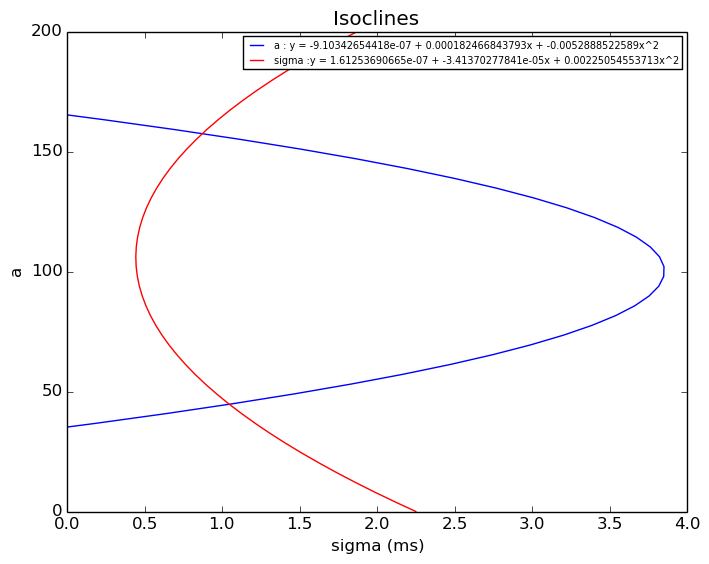 Isoclines
a : y = -9.10342654418e-07 + 0.000182466843793x + -0.0052888522589x^2
sigma :y = 1.61253690665e-07 + -3.41370277841e-05x + 0.00225054553713x^2
200
150
100
50
0
a
0.0 0.5 1.0 1.5 2.0 2.5 3.0 3.5 4.0
sigma (ms)